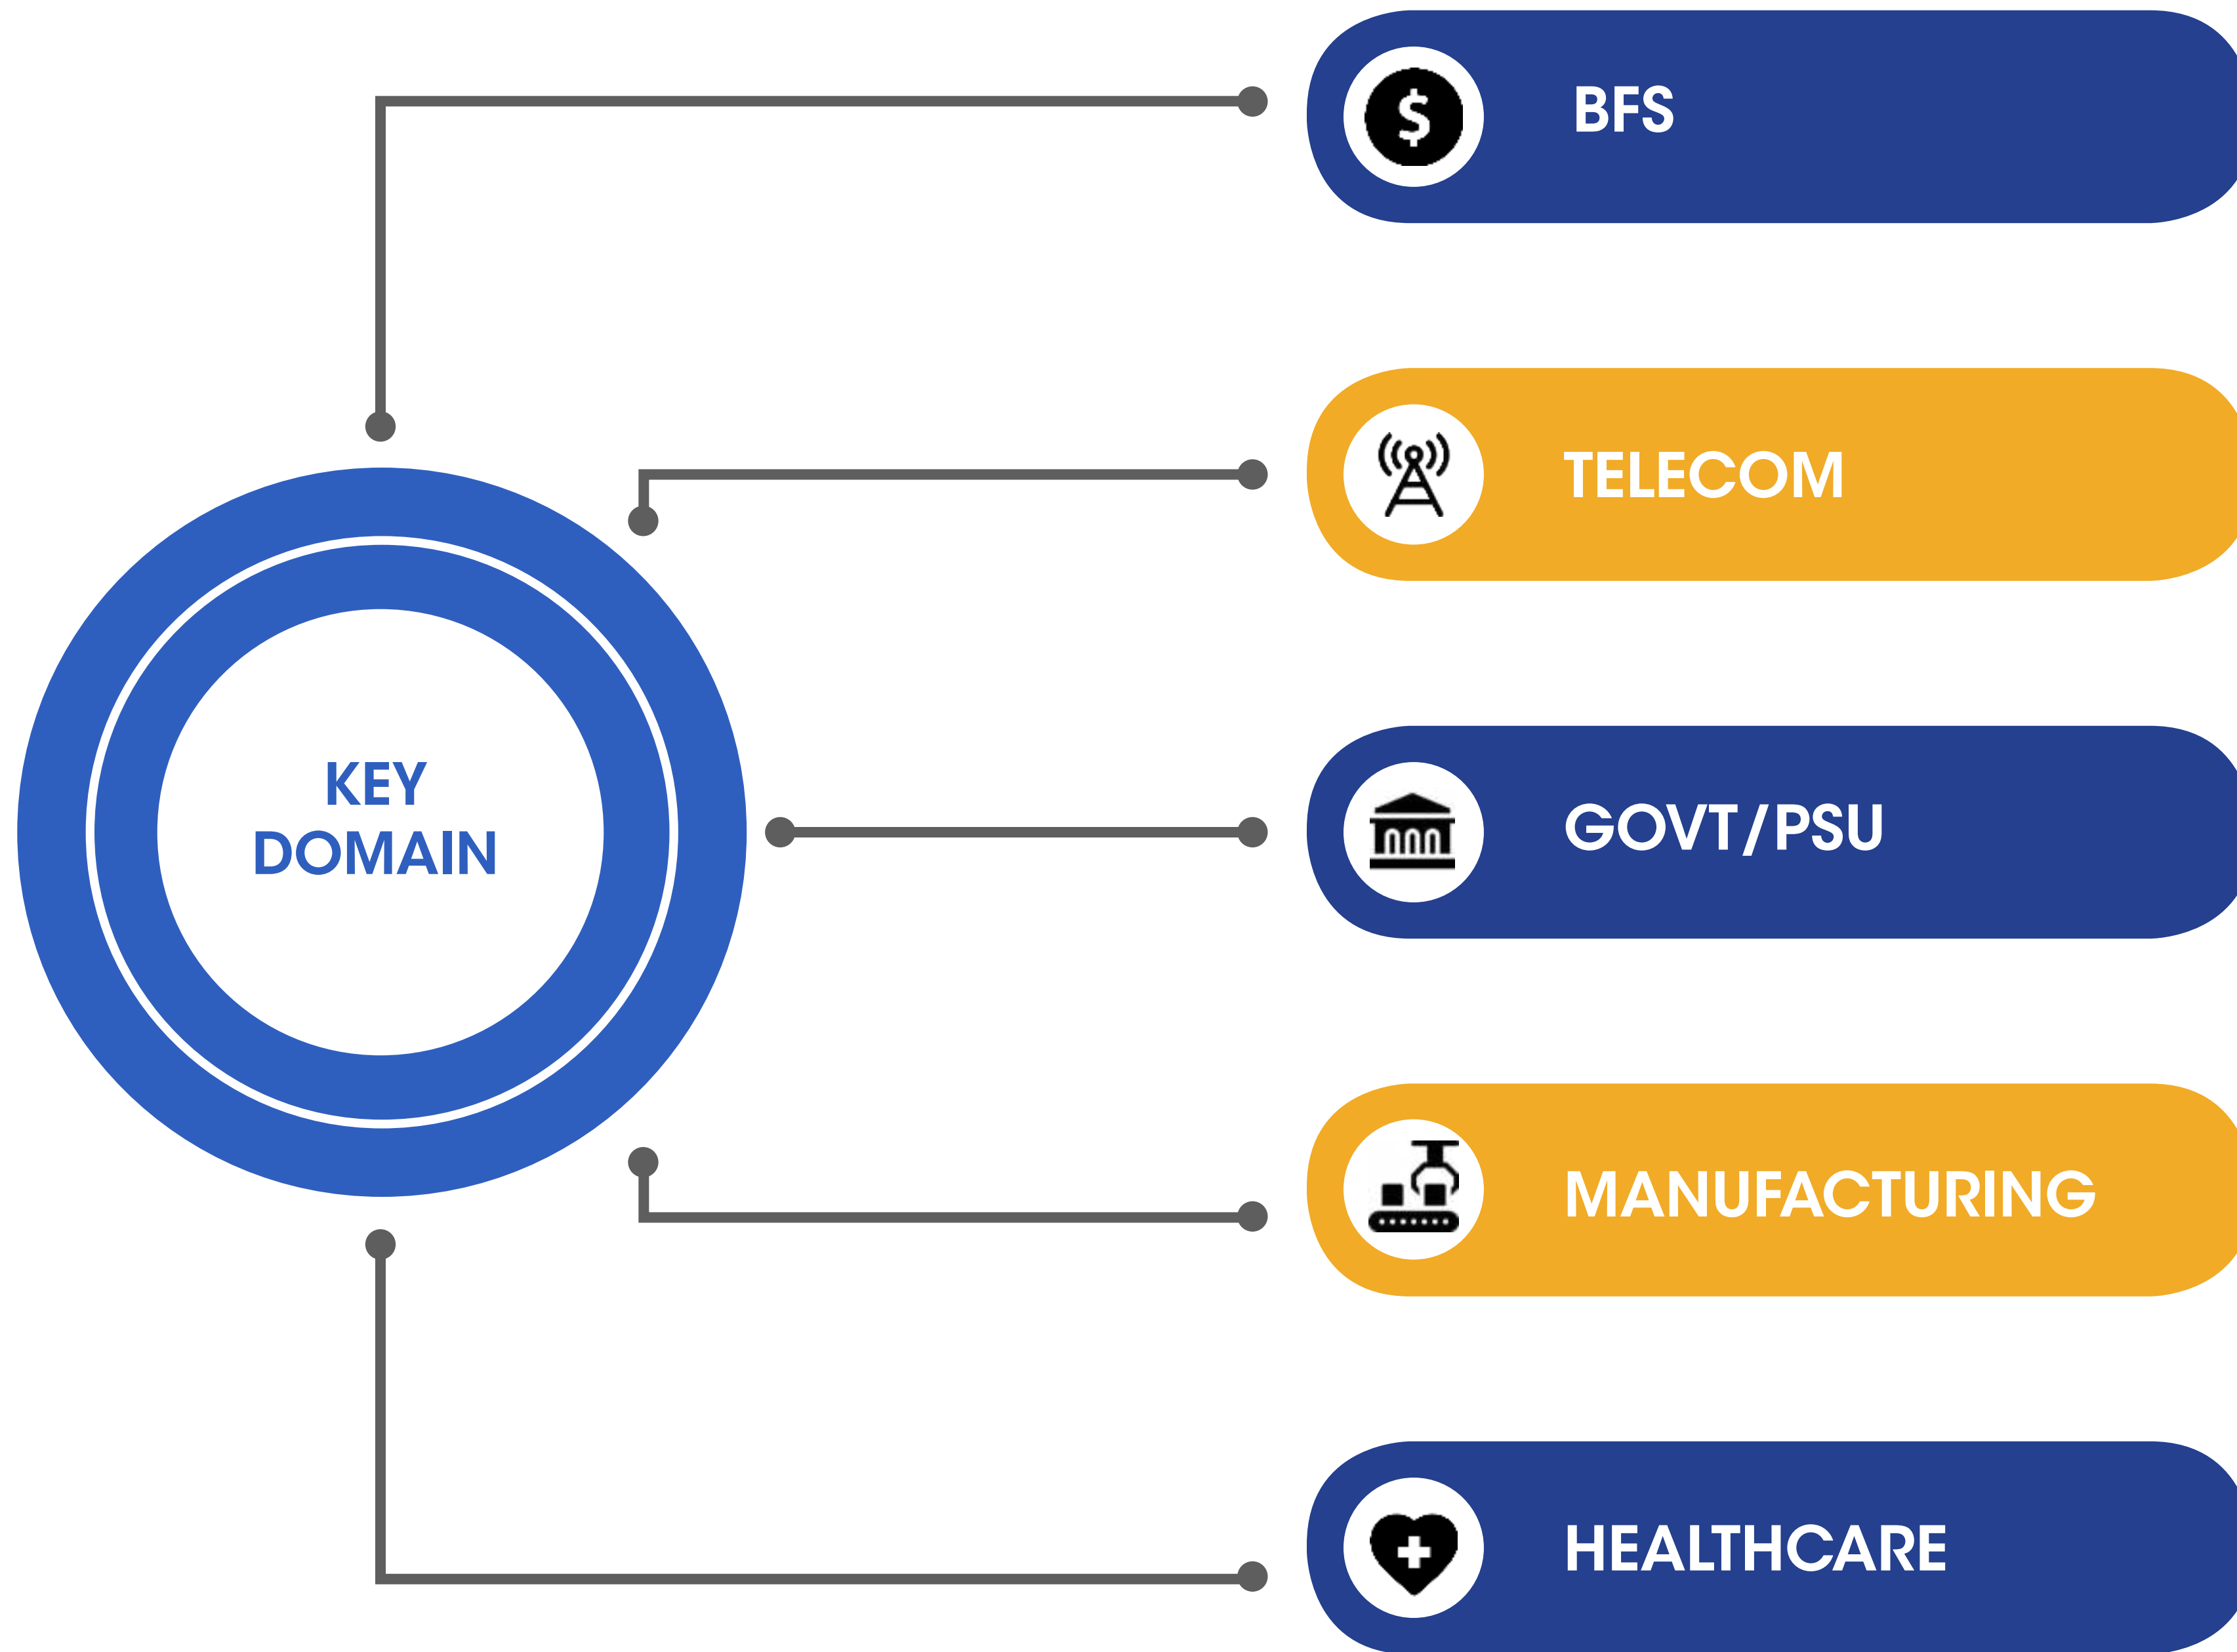 BFS
TELECOM
KEY
DOMAIN
GOVT/PSU
MANUFACTURING
HEALTHCARE